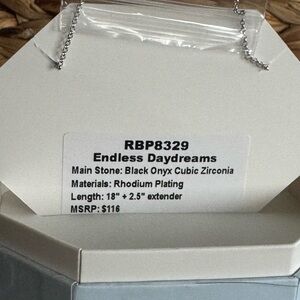 RBP8329
Endless Daydreams
Main Stone: Black Onyx Cubic Zirconia
Materials: Rhodium Plating
Length: 18" + 2.5" extender
MSRP: $116